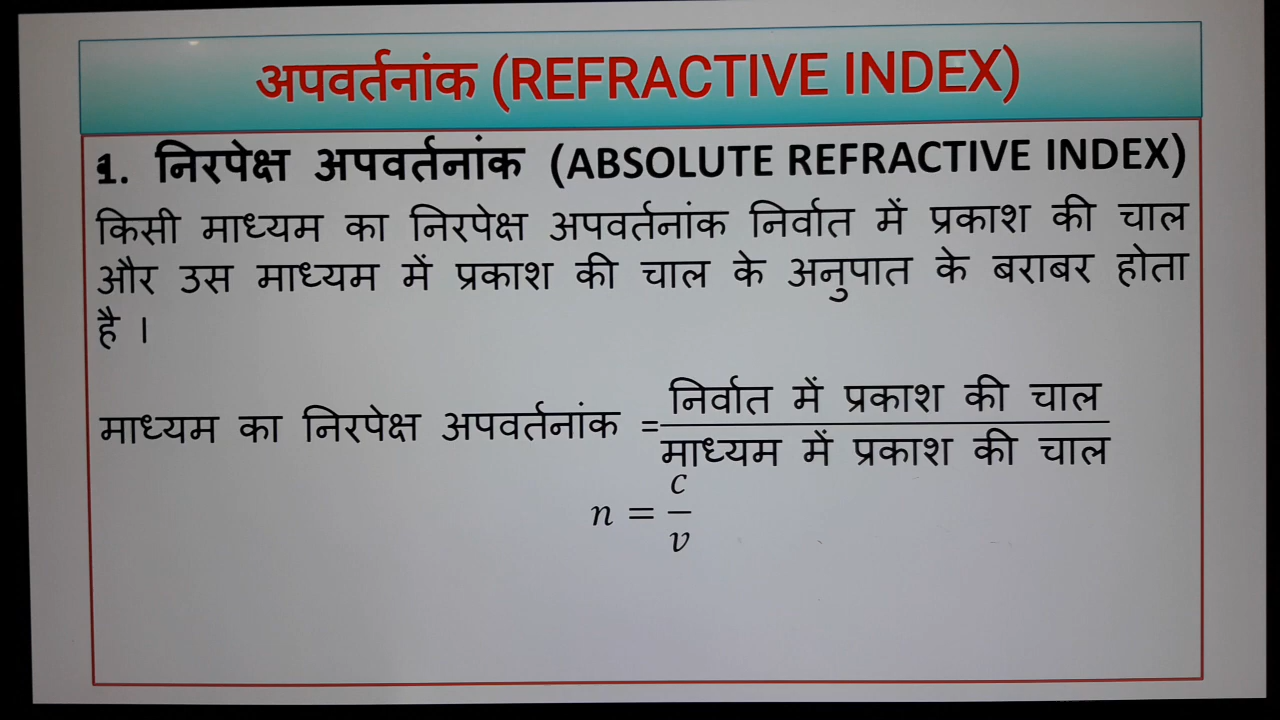 अपवर्तनांक (REFRACTIVE INDEX)
1. निरपेक्ष अपवर्तनांक (ABSOLUTE REFRACTIVE INDEX)
किसी माध्यम का निरपेक्ष अपवर्तनांक निर्वात में प्रकाश की चाल
और उस माध्यम में प्रकाश की चाल के अनुपात के बराबर होता
है ।
माध्यम का निरपेक्ष अपवर्तनांक = निर्वात में प्रकाश की चाल / माध्यम में प्रकाश की चाल
n = c / v